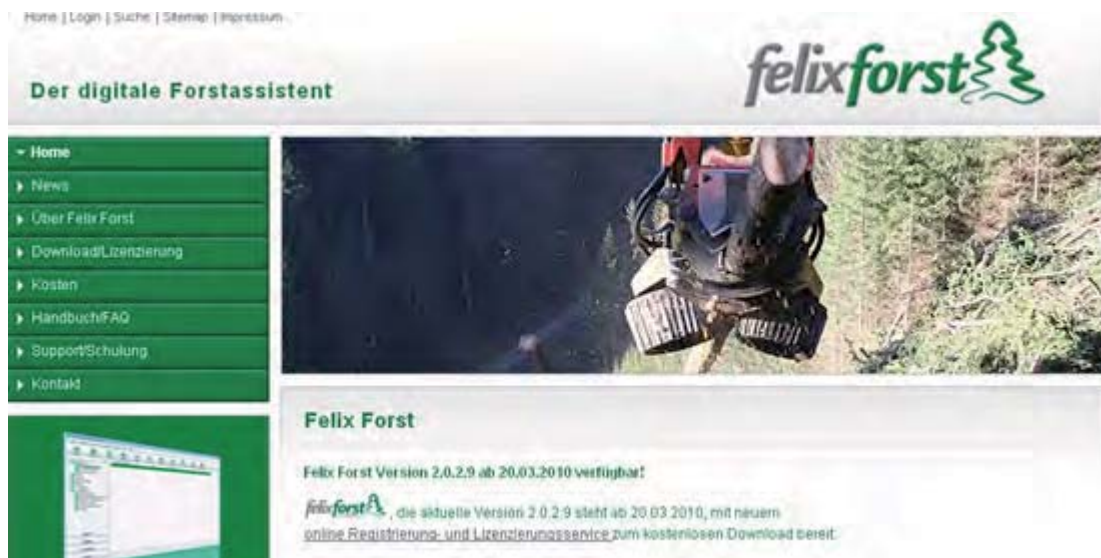 Home | Login | Suche | Sitemap | Impressum
felixforst
Der digitale Forstassistent
Home
News
Über Felix Forst
Download/Lizenzierung
Kosten
Handbuch/FAQ
Support/Schulung
Kontakt
Felix Forst
Felix Forst Version 2.0.2.9 ab 20.03.2010 verfügbar!
felixforst, die aktuelle Version 2.0.2.9 steht ab 20.03.2010, mit neuem
online Registrierung- und Lizenzierungsservice zum kostenlosen Download bereit.